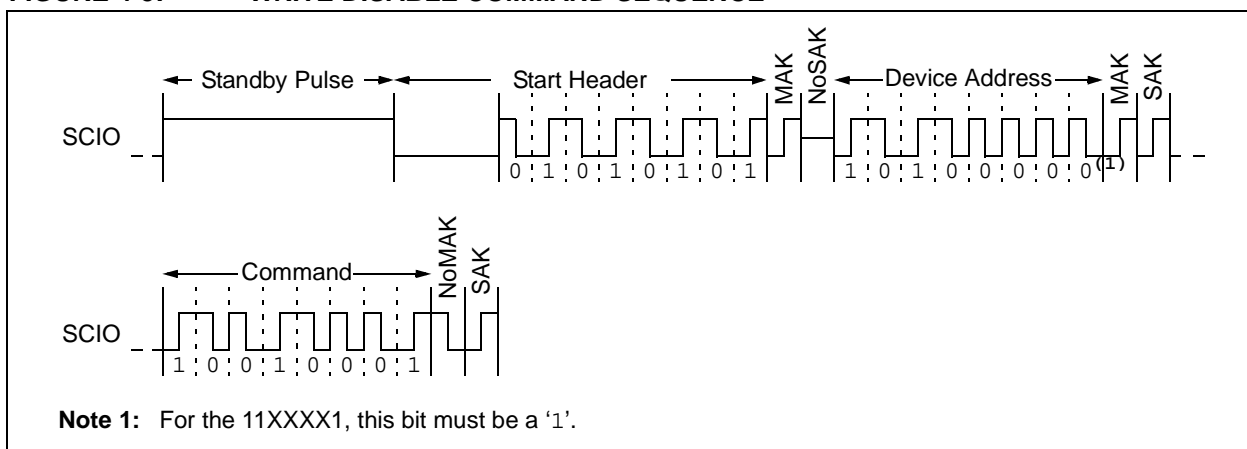 Standby Pulse Start Header MAK NoSAK Device Address MAK SAK
SCIO
0 1 0 1 0 1 0 1 1 0 1 0 0 0 0 0(1)
Command NoMAK SAK
SCIO
1 0 0 1 0 0 0 1
Note 1: For the 11XXXX1, this bit must be a ‘1’.